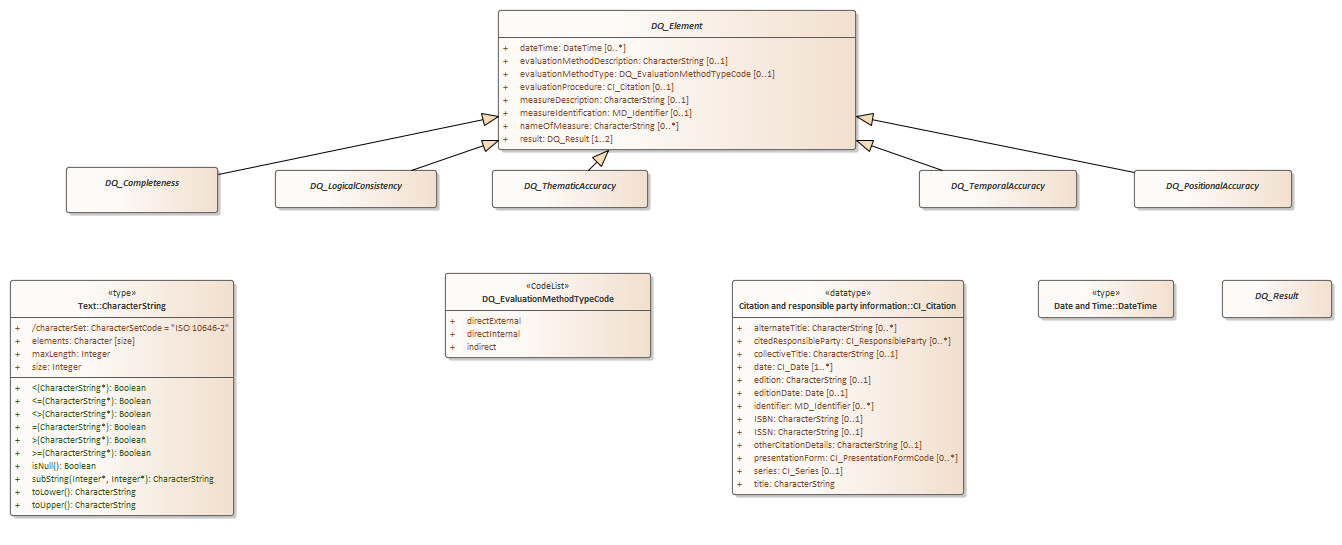 DQ_Element
+ dateTime: DateTime [0..*]
+ evaluationMethodDescription: CharacterString [0..1]
+ evaluationMethodType: DQ_EvaluationMethodTypeCode [0..1]
+ evaluationProcedure: CI_Citation [0..1]
+ measureDescription: CharacterString [0..1]
+ measureIdentification: MD_Identifier [0..1]
+ nameOfMeasure: CharacterString [0..*]
+ result: DQ_Result [1..2]
DQ_Completeness
DQ_LogicalConsistency
DQ_ThematicAccuracy
DQ_TemporalAccuracy
DQ_PositionalAccuracy
«type»
Text::CharacterString
+ /characterSet: CharacterSetCode = "ISO 10646-2"
+ elements: Character [size]
+ maxLength: Integer
+ size: Integer
+ <(CharacterString*): Boolean
+ <=(CharacterString*): Boolean
+ <>(CharacterString*): Boolean
+ =(CharacterString*): Boolean
+ >(CharacterString*): Boolean
+ >=(CharacterString*): Boolean
+ isNull(): Boolean
+ subString(Integer*, Integer*): CharacterString
+ toLower(): CharacterString
+ toUpper(): CharacterString
«CodeList»
DQ_EvaluationMethodTypeCode
+ directExternal
+ directInternal
+ indirect
«datatype»
Citation and responsible party information::CI_Citation
+ alternateTitle: CharacterString [0..*]
+ citedResponsibleParty: CI_ResponsibleParty [0..*]
+ collectiveTitle: CharacterString [0..1]
+ date: CI_Date [1..*]
+ edition: CharacterString [0..1]
+ editionDate: Date [0..1]
+ identifier: MD_Identifier [0..*]
+ ISBN: CharacterString [0..1]
+ ISSN: CharacterString [0..1]
+ otherCitationDetails: CharacterString [0..1]
+ presentationForm: CI_PresentationFormCode [0..*]
+ series: CI_Series [0..1]
+ title: CharacterString
«type»
Date and Time::DateTime
DQ_Result